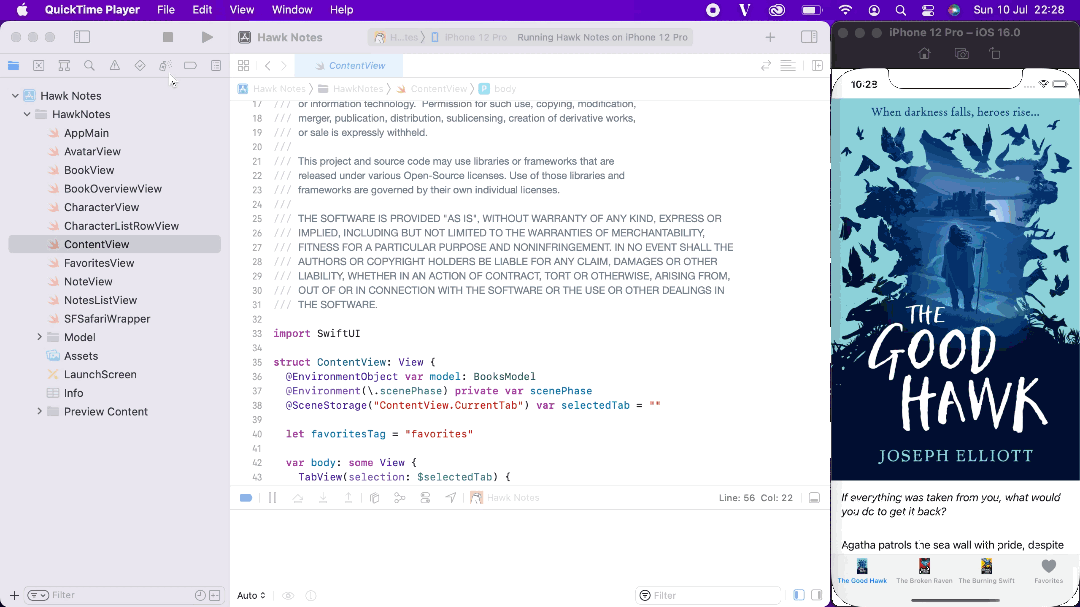 QuickTime Player File Edit View Window Help
Sun 10 Jul 22:28
Hawk Notes
H...tes iPhone 12 Pro Running Hawk Notes on iPhone 12 Pro
ContentView
Hawk Notes
HawkNotes
AppMain
AvatarView
BookView
BookOverviewView
CharacterView
CharacterListRowView
ContentView
FavoritesView
NoteView
NotesListView
SFSafariWrapper
Model
Assets
LaunchScreen
Info
Preview Content
Filter
Hawk Notes HawkNotes ContentView P body
17 /// or information technology. Permission for such use, copying, modification,
18 /// merger, publication, distribution, sublicensing, creation of derivative works,
19 /// or sale is expressly withheld.
20 ///
21 /// This project and source code may use libraries or frameworks that are
22 /// released under various Open-Source licenses. Use of those libraries and
23 /// frameworks are governed by their own individual licenses.
24 ///
25 /// THE SOFTWARE IS PROVIDED "AS IS", WITHOUT WARRANTY OF ANY KIND, EXPRESS OR
26 /// IMPLIED, INCLUDING BUT NOT LIMITED TO THE WARRANTIES OF MERCHANTABILITY,
27 /// FITNESS FOR A PARTICULAR PURPOSE AND NONINFRINGEMENT. IN NO EVENT SHALL THE
28 /// AUTHORS OR COPYRIGHT HOLDERS BE LIABLE FOR ANY CLAIM, DAMAGES OR OTHER
29 /// LIABILITY, WHETHER IN AN ACTION OF CONTRACT, TORT OR OTHERWISE, ARISING FROM,
30 /// OUT OF OR IN CONNECTION WITH THE SOFTWARE OR THE USE OR OTHER DEALINGS IN
31 /// THE SOFTWARE.
32
33 import SwiftUI
34
35 struct ContentView: View {
36 @EnvironmentObject var model: BooksModel
37 @Environment(\.scenePhase) private var scenePhase
38 @SceneStorage("ContentView.CurrentTab") var selectedTab = ""
39
40 let favoritesTag = "favorites"
41
42 var body: some View {
43 TabView(selection: $selectedTab) {
Hawk Notes
Line: 56 Col: 22
Auto
Filter
iPhone 12 Pro – iOS 16.0
10:28
When darkness falls, heroes rise...
THE
GOOD
HAWK
JOSEPH ELLIOTT
If everything was taken from you, what would
you do to get it back?
Agatha patrols the sea wall with pride, despite
The Good Hawk The Broken Raven The Burning Swift Favorites